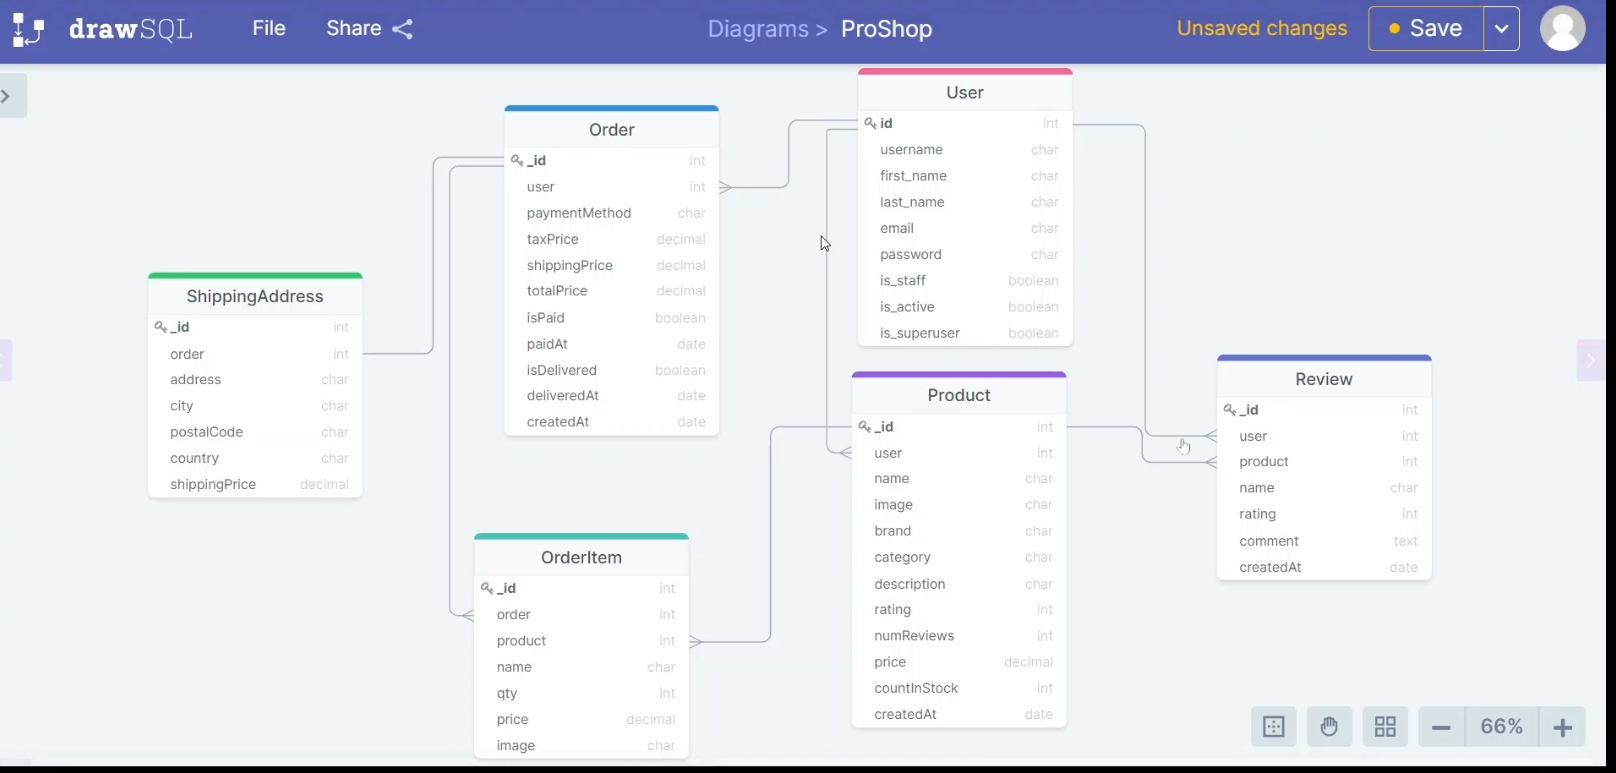 drawSQL File Share Diagrams > ProShop Unsaved changes Save
User
id int
username char
first_name char
last_name char
email char
password char
is_staff boolean
is_active boolean
is_superuser boolean
Order
_id int
user int
paymentMethod char
taxPrice decimal
shippingPrice decimal
totalPrice decimal
isPaid boolean
paidAt date
isDelivered boolean
deliveredAt date
createdAt date
ShippingAddress
_id int
order int
address char
city char
postalCode char
country char
shippingPrice decimal
Product
_id int
user int
name char
image char
brand char
category char
description char
rating int
numReviews int
price decimal
countInStock int
createdAt date
Review
_id int
user int
product int
name char
rating int
comment text
createdAt date
OrderItem
_id int
order int
product int
name char
qty int
price decimal
image char
66%